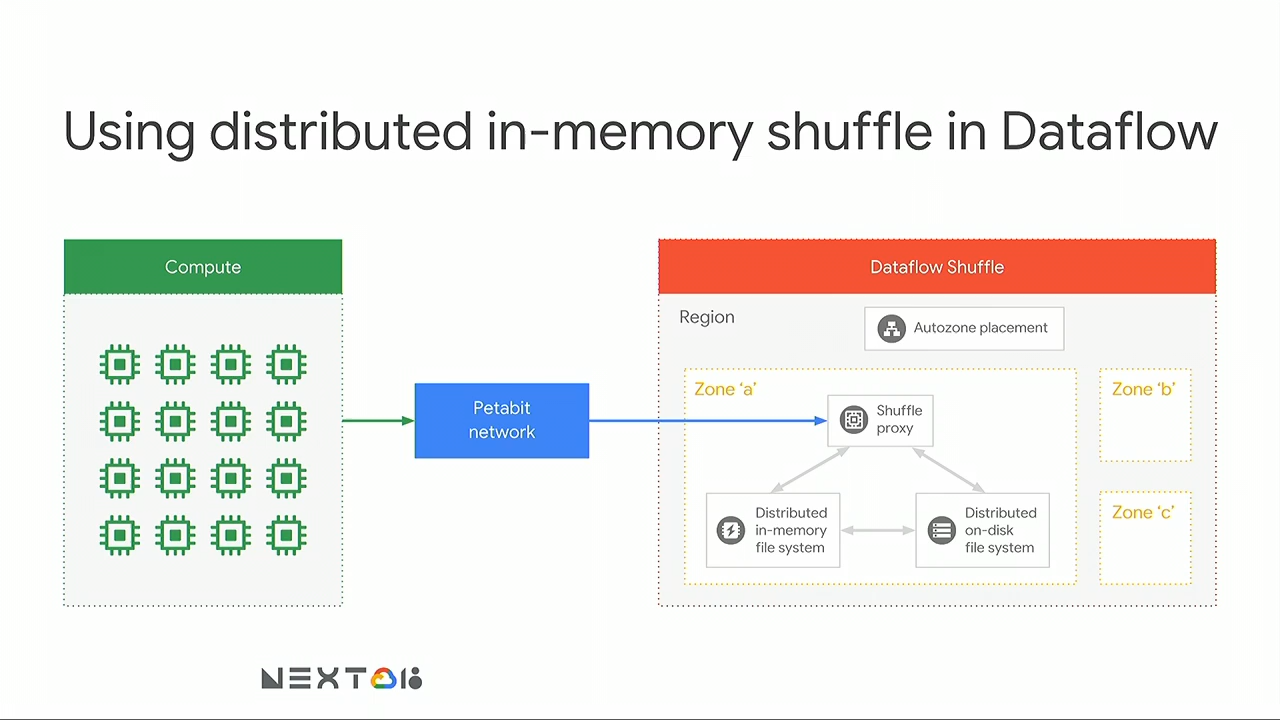 Using distributed in-memory shuffle in Dataflow
Compute
Petabit
network
Dataflow Shuffle
Region
Autozone placement
Zone ‘a’
Shuffle
proxy
Distributed
in-memory
file system
Distributed
on-disk
file system
Zone ‘b’
Zone ‘c’
NEXT 18